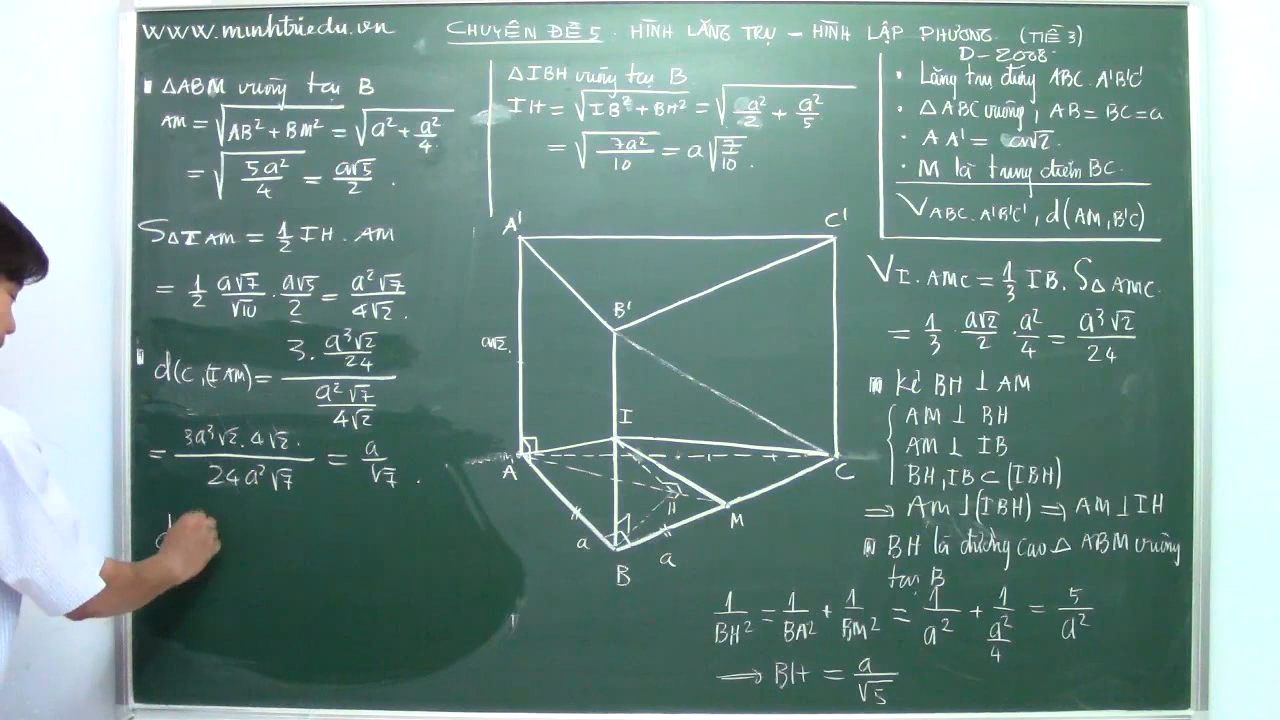 www.minhtriedu.vn
CHUYÊN ĐỀ 5. HÌNH LĂNG TRỤ - HÌNH LẬP PHƯƠNG (TIẾ 3)
D-2008.
▪ ΔABM vuông tại B
AM = √(AB² + BM²) = √(a² + a²/4)
= √(5a²/4) = a√5/2 .
S_ΔIAM = 1/2 IH . AM
= 1/2 a√7/√10 . a√5/2 = a²√7/4√2 .
▪ d(C,(IAM)) = (3 . a³√2/24)/(a²√7/4√2)
= 3a³√2 . 4√2 / 24a²√7 = a/√7 .
ΔIBH vuông tại B
IH = √(IB² + BH²) = √(a²/2 + a²/5)
= √(7a²/10) = a√(7/10) .
• Lăng trụ đứng ABC.A'B'C'
• ΔABC vuông, AB = BC = a
• AA' = a√2.
• M là trung điểm BC.
V ABC.A'B'C', d(AM,B'C)
A'
C'
B'
a√2.
I
A
C
H
M
a
a
B
V_I.AMC = 1/3 IB . S_ΔAMC.
= 1/3 . a√2/2 . a²/4 = a³√2/24
▪ Kẻ BH ⊥ AM
{ AM ⊥ BH
AM ⊥ IB
BH, IB ⊂ (IBH)
⇒ AM ⊥ (IBH) ⇒ AM ⊥ IH
▪ BH là đường cao Δ ABM vuông
tại B
1/BH² = 1/BA² + 1/BM² = 1/a² + 1/(a²/4) = 5/a²
⇒ BH = a/√5